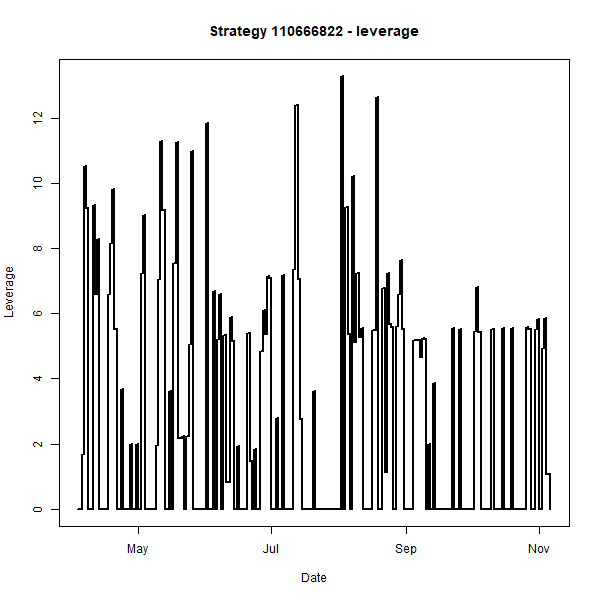 Strategy 110666822 - leverage
Leverage
12
10
8
6
4
2
0
May
Jul
Sep
Nov
Date